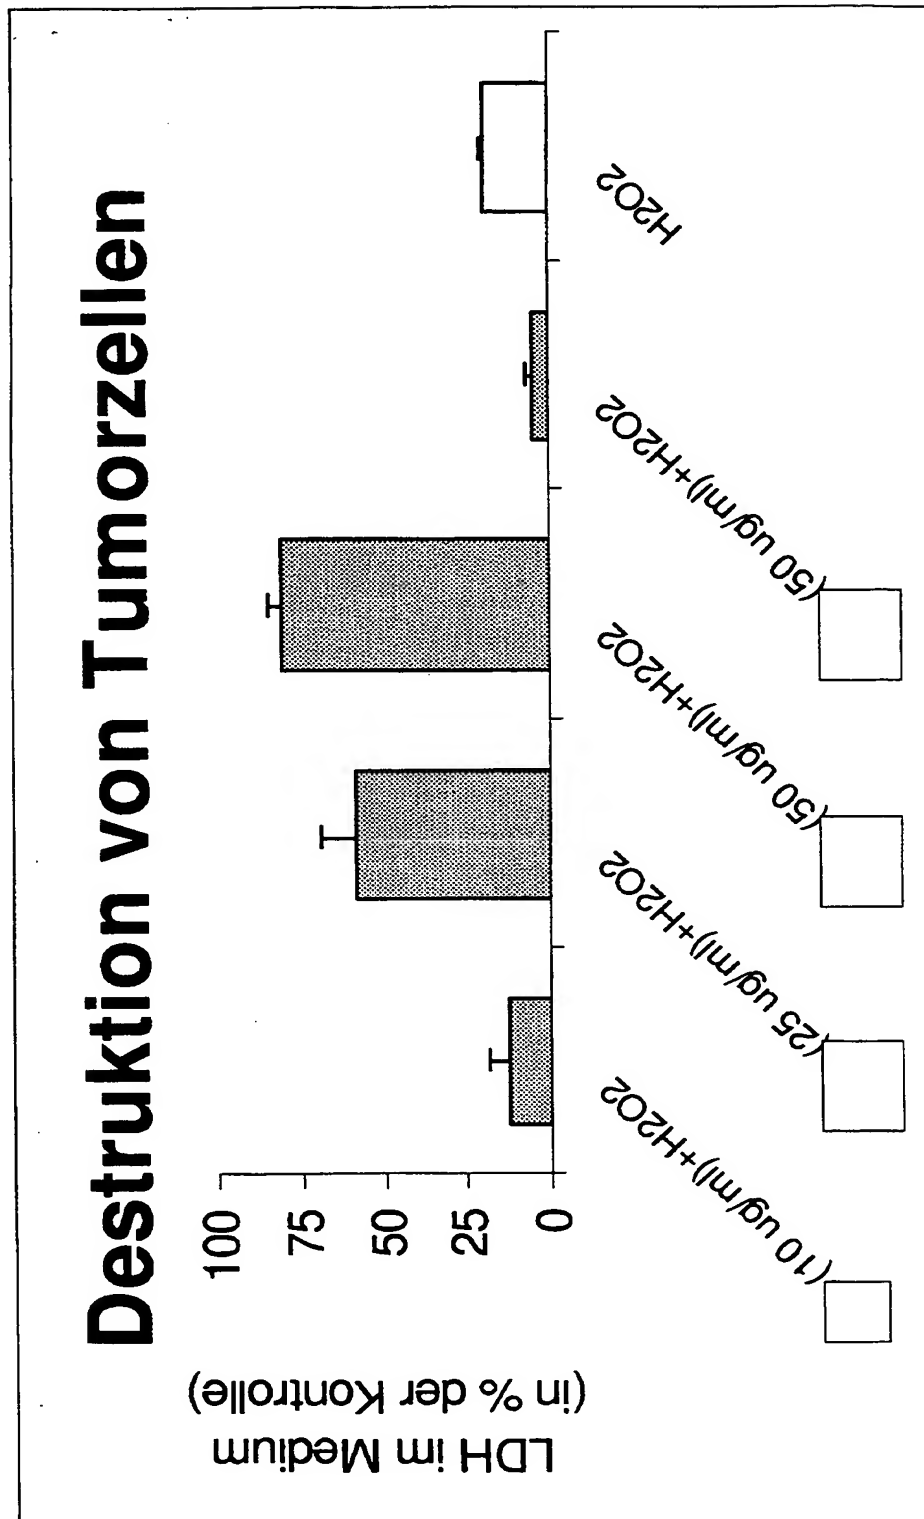 Destruktion von Tumorzellen
LDH im Medium
(in % der Kontrolle)
100
75
50
25
0
(10 ug/ml)+H2O2
(25 ug/ml)+H2O2
(50 ug/ml)+H2O2
(50 ug/ml)+H2O2
H2O2